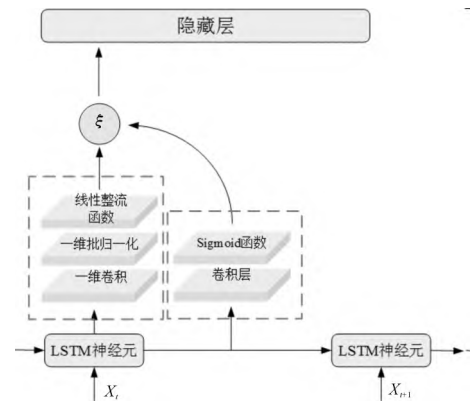 隐藏层
ξ
线性整流
函数
一维批归一化
一维卷积
Sigmoid函数
卷积层
LSTM神经元
LSTM神经元
X_t
X_{t+1}